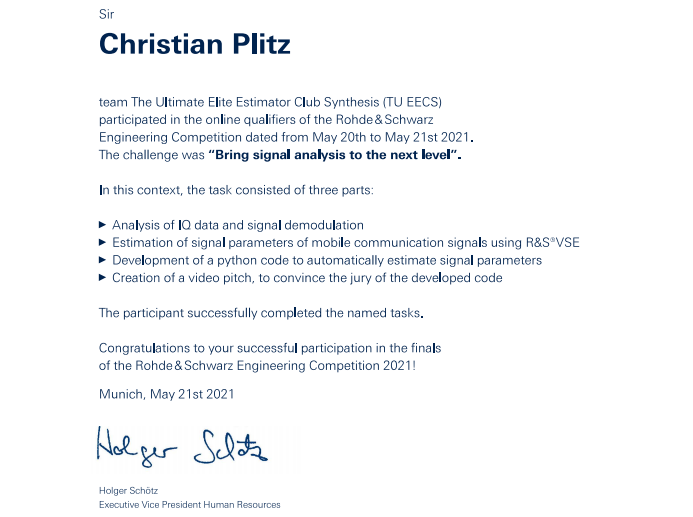 Sir
Christian Plitz
team The Ultimate Elite Estimator Club Synthesis (TU EECS)
participated in the online qualifiers of the Rohde & Schwarz
Engineering Competition dated from May 20th to May 21st 2021.
The challenge was “Bring signal analysis to the next level”.
In this context, the task consisted of three parts:
► Analysis of IQ data and signal demodulation
► Estimation of signal parameters of mobile communication signals using R&S®VSE
► Development of a python code to automatically estimate signal parameters
► Creation of a video pitch, to convince the jury of the developed code
The participant successfully completed the named tasks.
Congratulations to your successful participation in the finals
of the Rohde & Schwarz Engineering Competition 2021!
Munich, May 21st 2021
Holger Schötz
Holger Schötz
Executive Vice President Human Resources